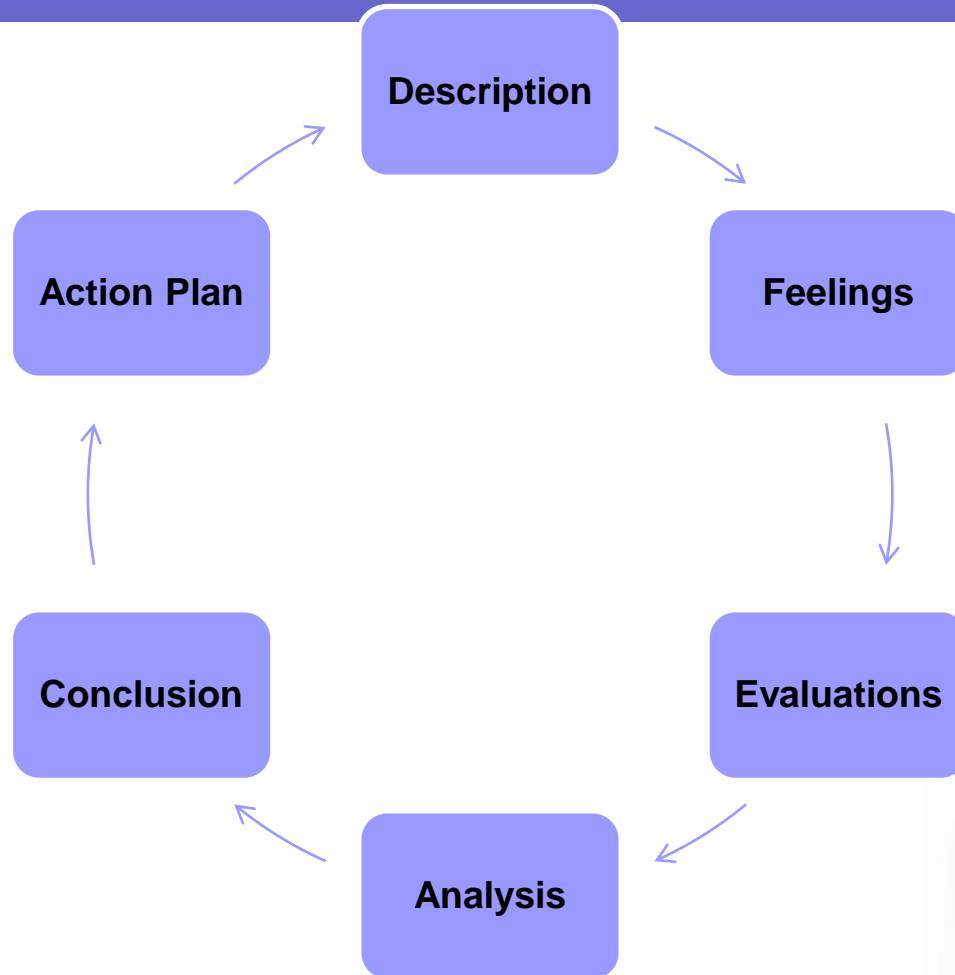 Description
Feelings
Evaluations
Analysis
Conclusion
Action Plan